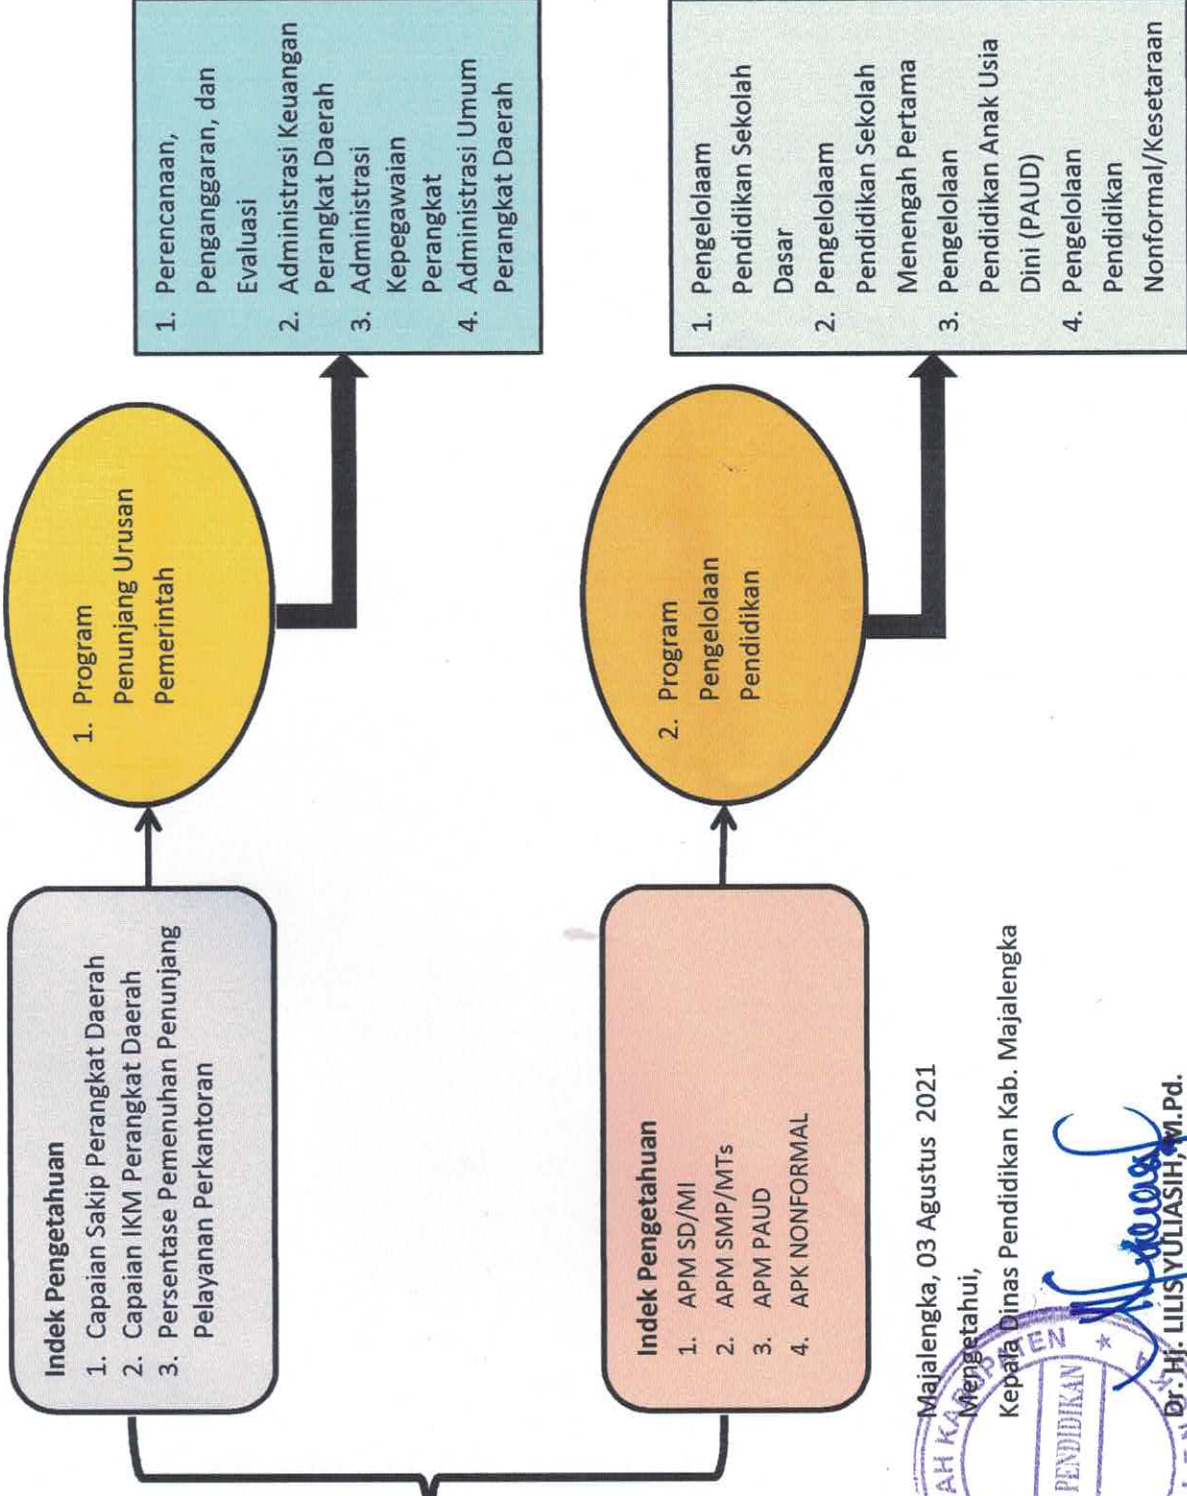 Indek Pengetahuan
1. Capaian Sakip Perangkat Daerah
2. Capaian IKM Perangkat Daerah
3. Persentase Pemenuhan Penunjang
Pelayanan Perkantoran
1. Program
Penunjang Urusan
Pemerintah
1. Perencanaan,
Penganggaran, dan
Evaluasi
2. Administrasi Keuangan
Perangkat Daerah
3. Administrasi
Kepegawaian
Perangkat
4. Administrasi Umum
Perangkat Daerah
Indek Pengetahuan
1. APM SD/MI
2. APM SMP/MTs
3. APM PAUD
4. APK NONFORMAL
2. Program
Pengelolaan
Pendidikan
1. Pengelolaam
Pendidikan Sekolah
Dasar
2. Pengelolaam
Pendidikan Sekolah
Menengah Pertama
3. Pengelolaan
Pendidikan Anak Usia
Dini (PAUD)
4. Pengelolaan
Pendidikan
Nonformal/Kesetaraan
Majalengka, 03 Agustus 2021
Mengetahui,
Kepala Dinas Pendidikan Kab. Majalengka
AH KABUPATEN
PENDIDIKAN
Dr. Hj. LILIS YULIASIH, M.Pd.